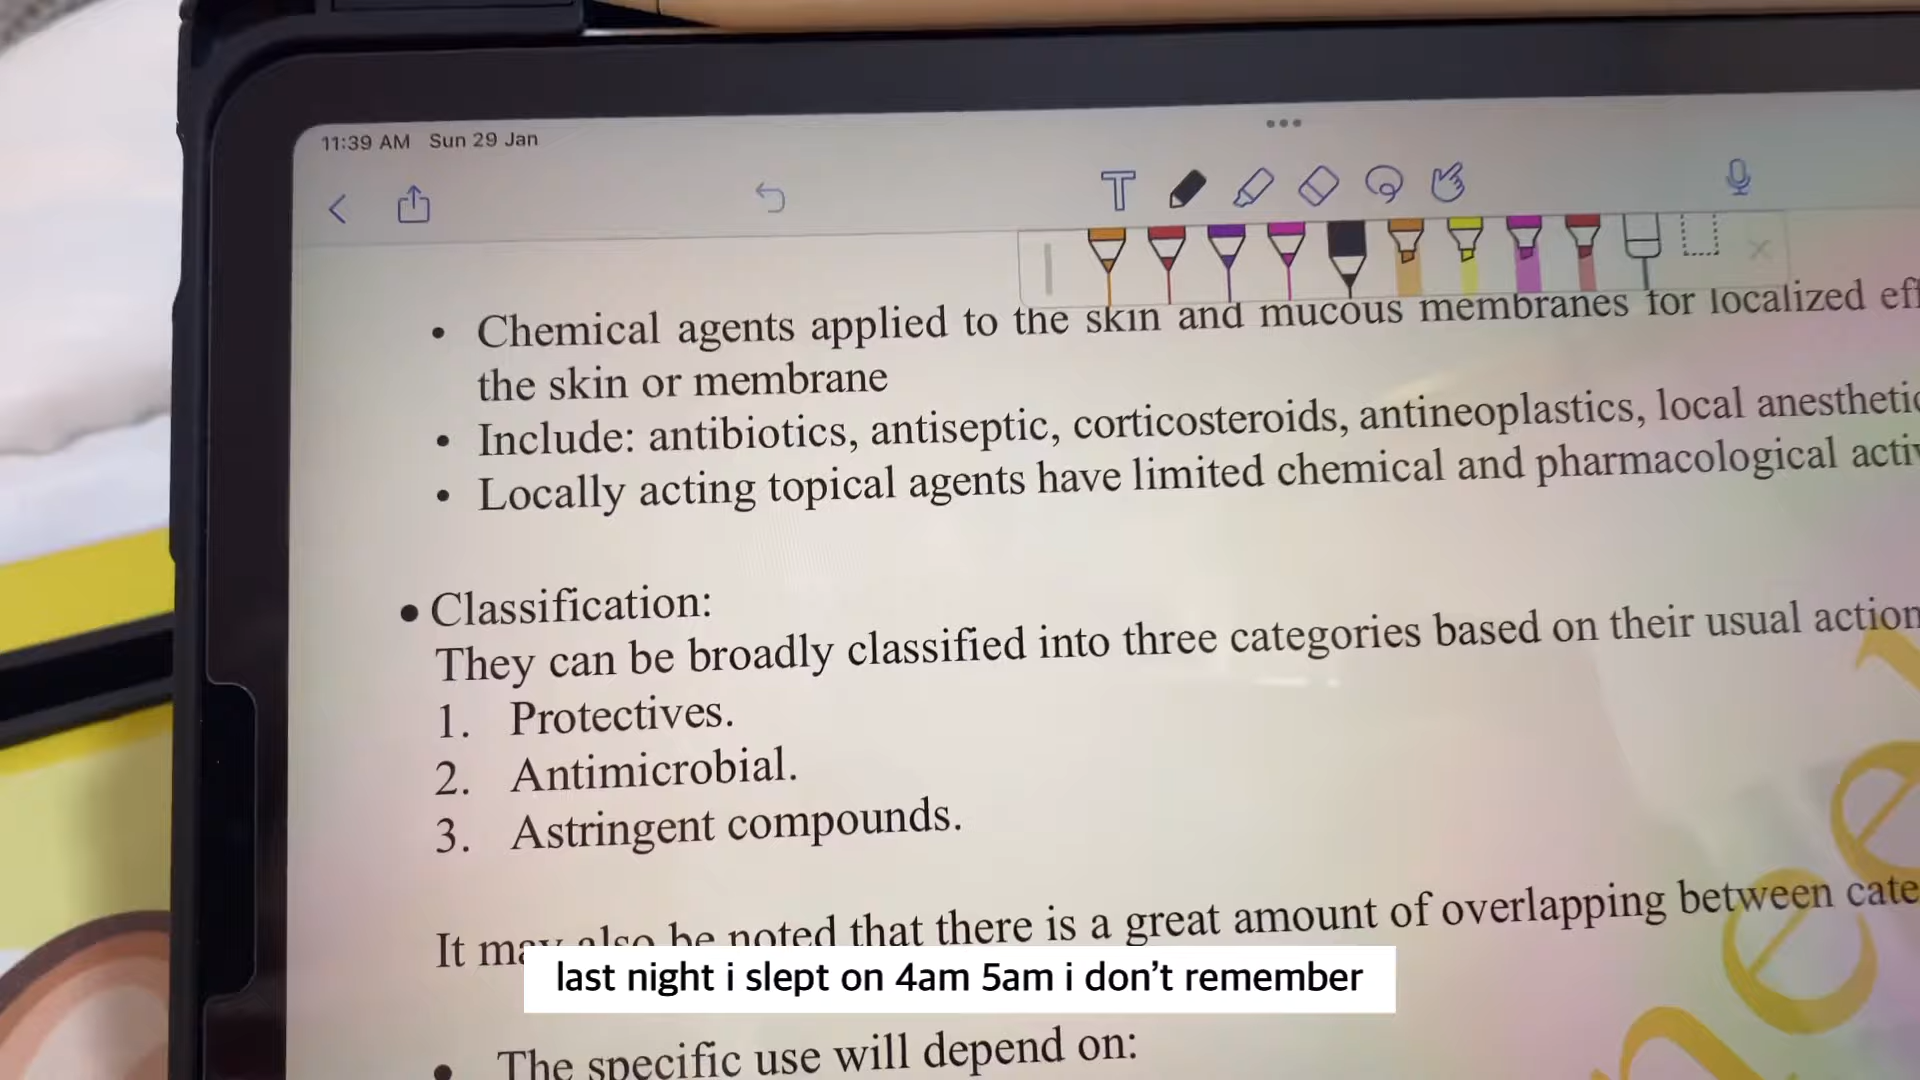 11:39 AM Sun 29 Jan
• Chemical agents applied to the skin and mucous membranes for localized
the skin or membrane
• Include: antibiotics, antiseptic, corticosteroids, antineoplastics, local
• Locally acting topical agents have limited chemical and pharmacological
• Classification:
They can be broadly classified into three categories based on their usual action
1. Protectives.
2. Antimicrobial.
3. Astringent compounds.
It may also be noted that there is a great amount of overlapping between
last night i slept on 4am 5am i don't remember
• The specific use will depend on: